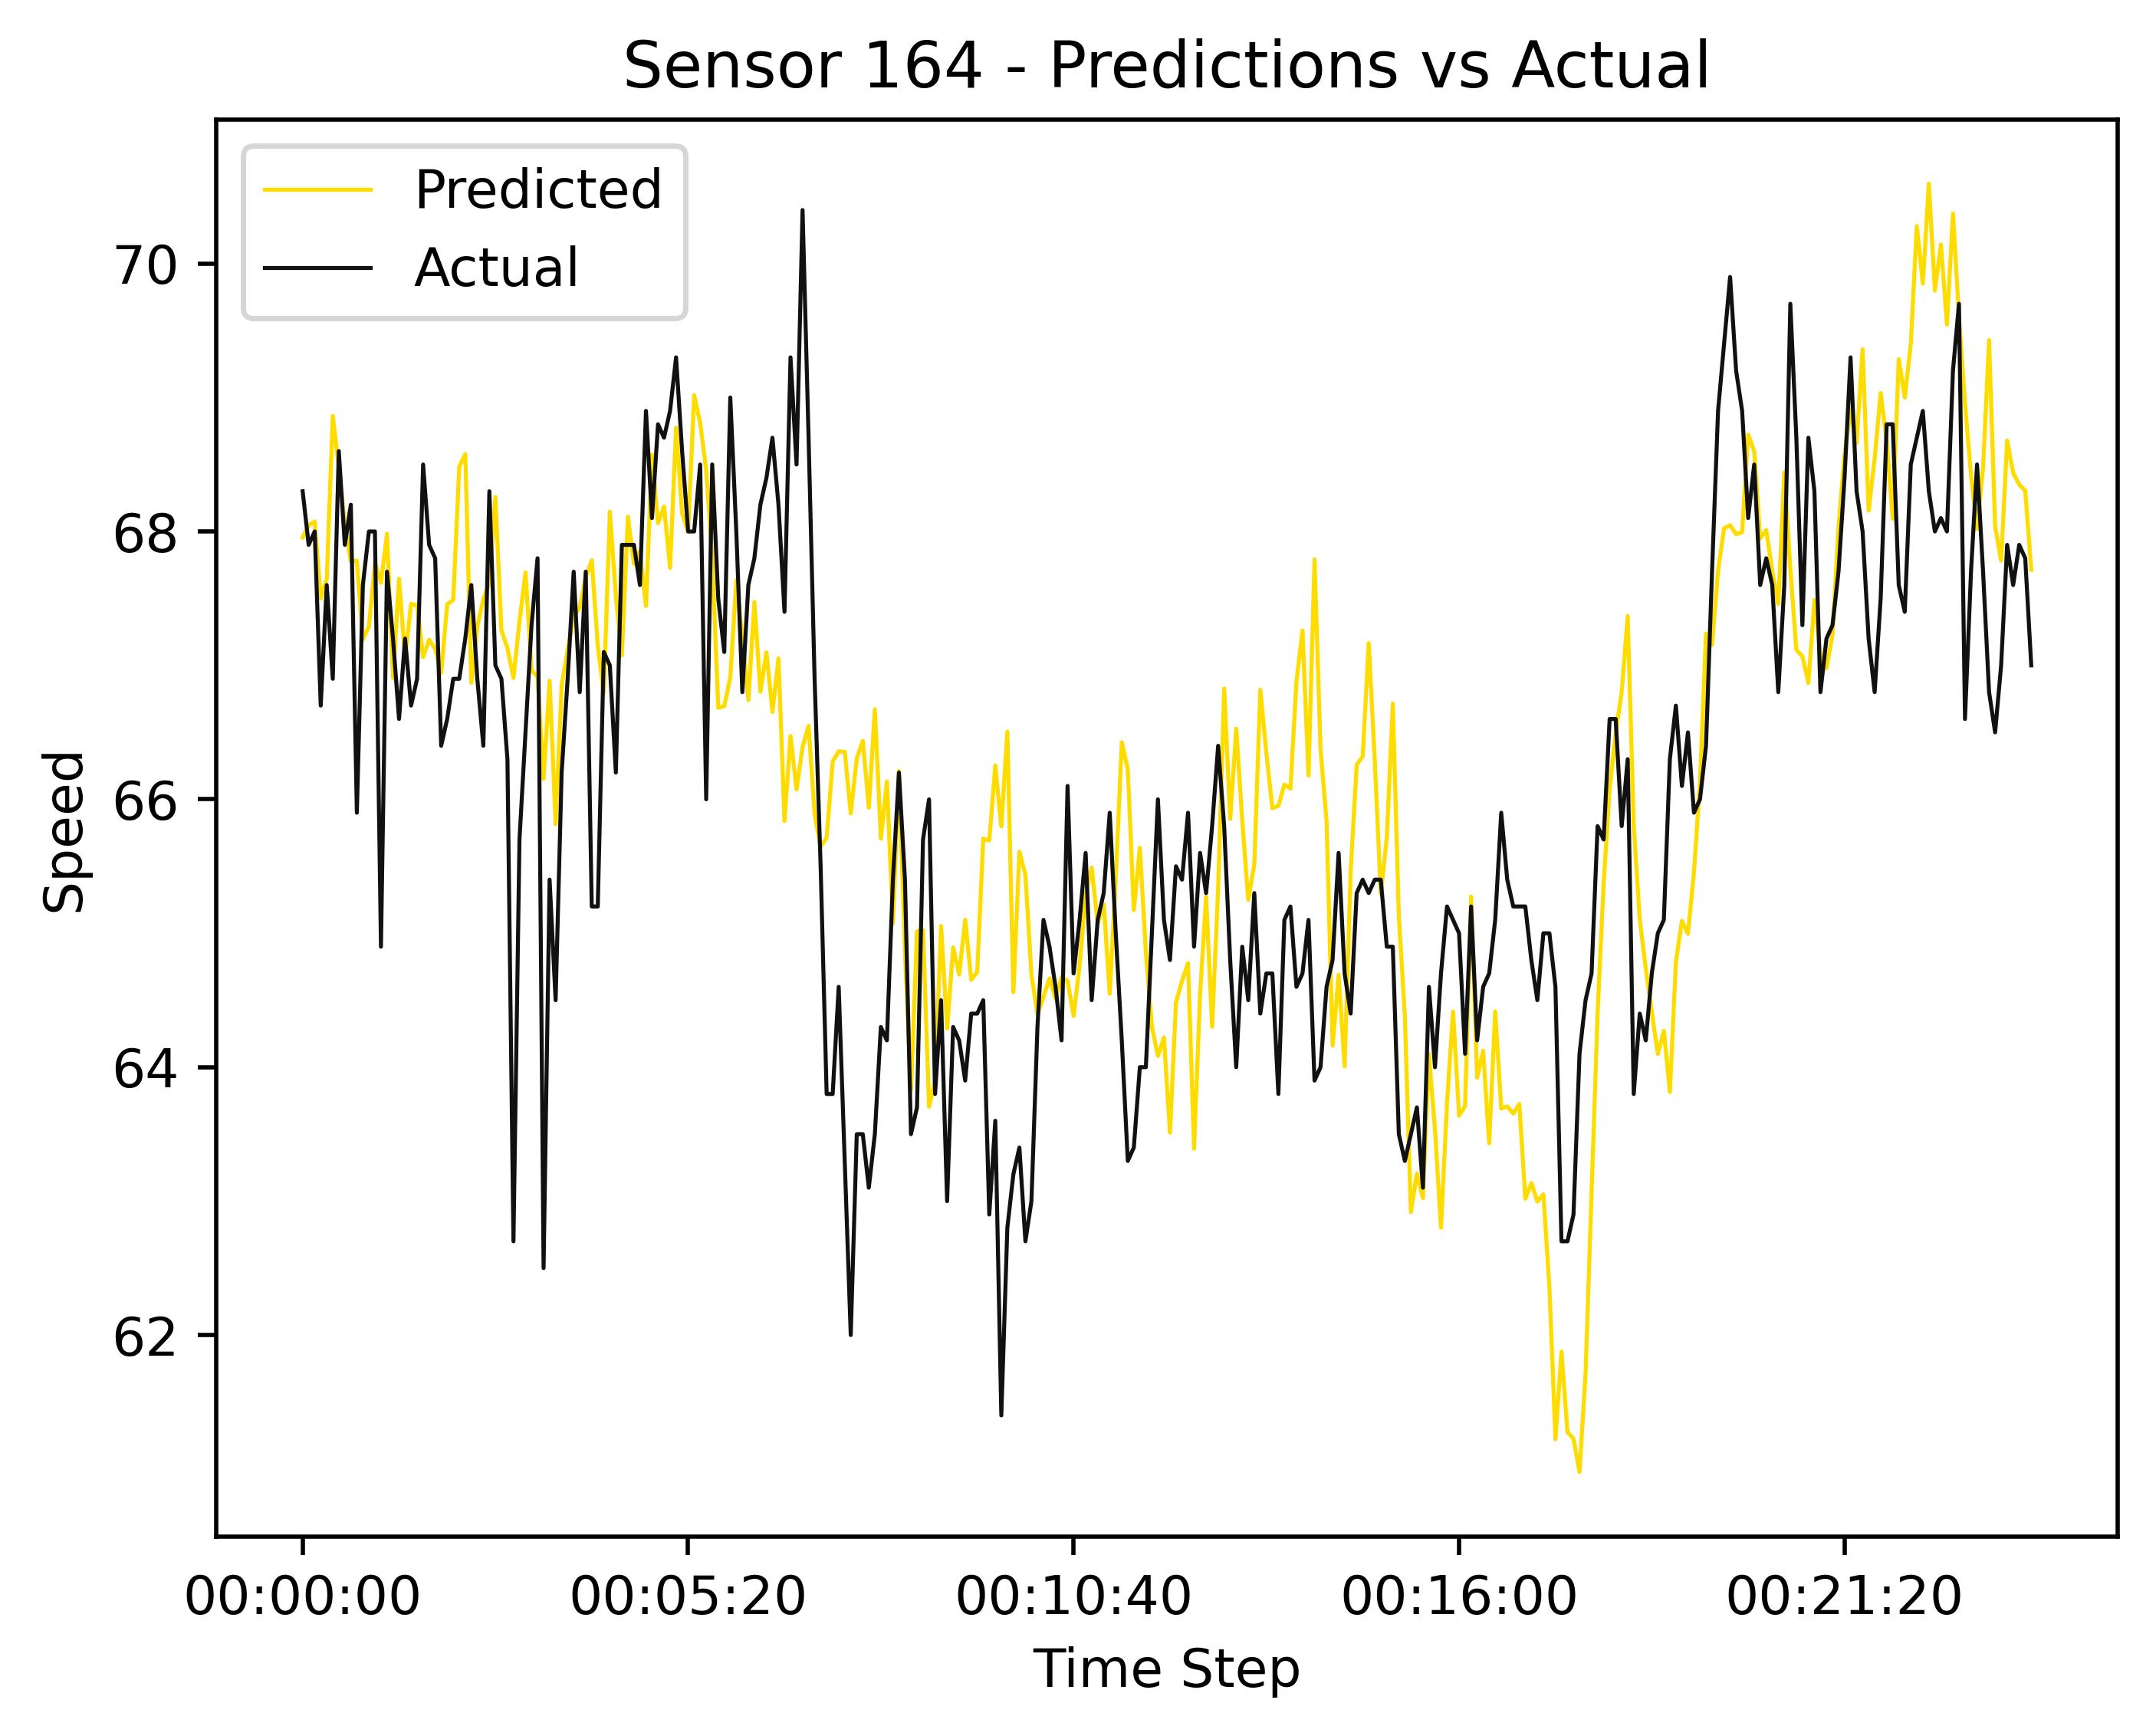 Sensor 164 - Predictions vs Actual
Predicted
Actual
70
68
66
64
62
Speed
00:00:00
00:05:20
00:10:40
00:16:00
00:21:20
Time Step